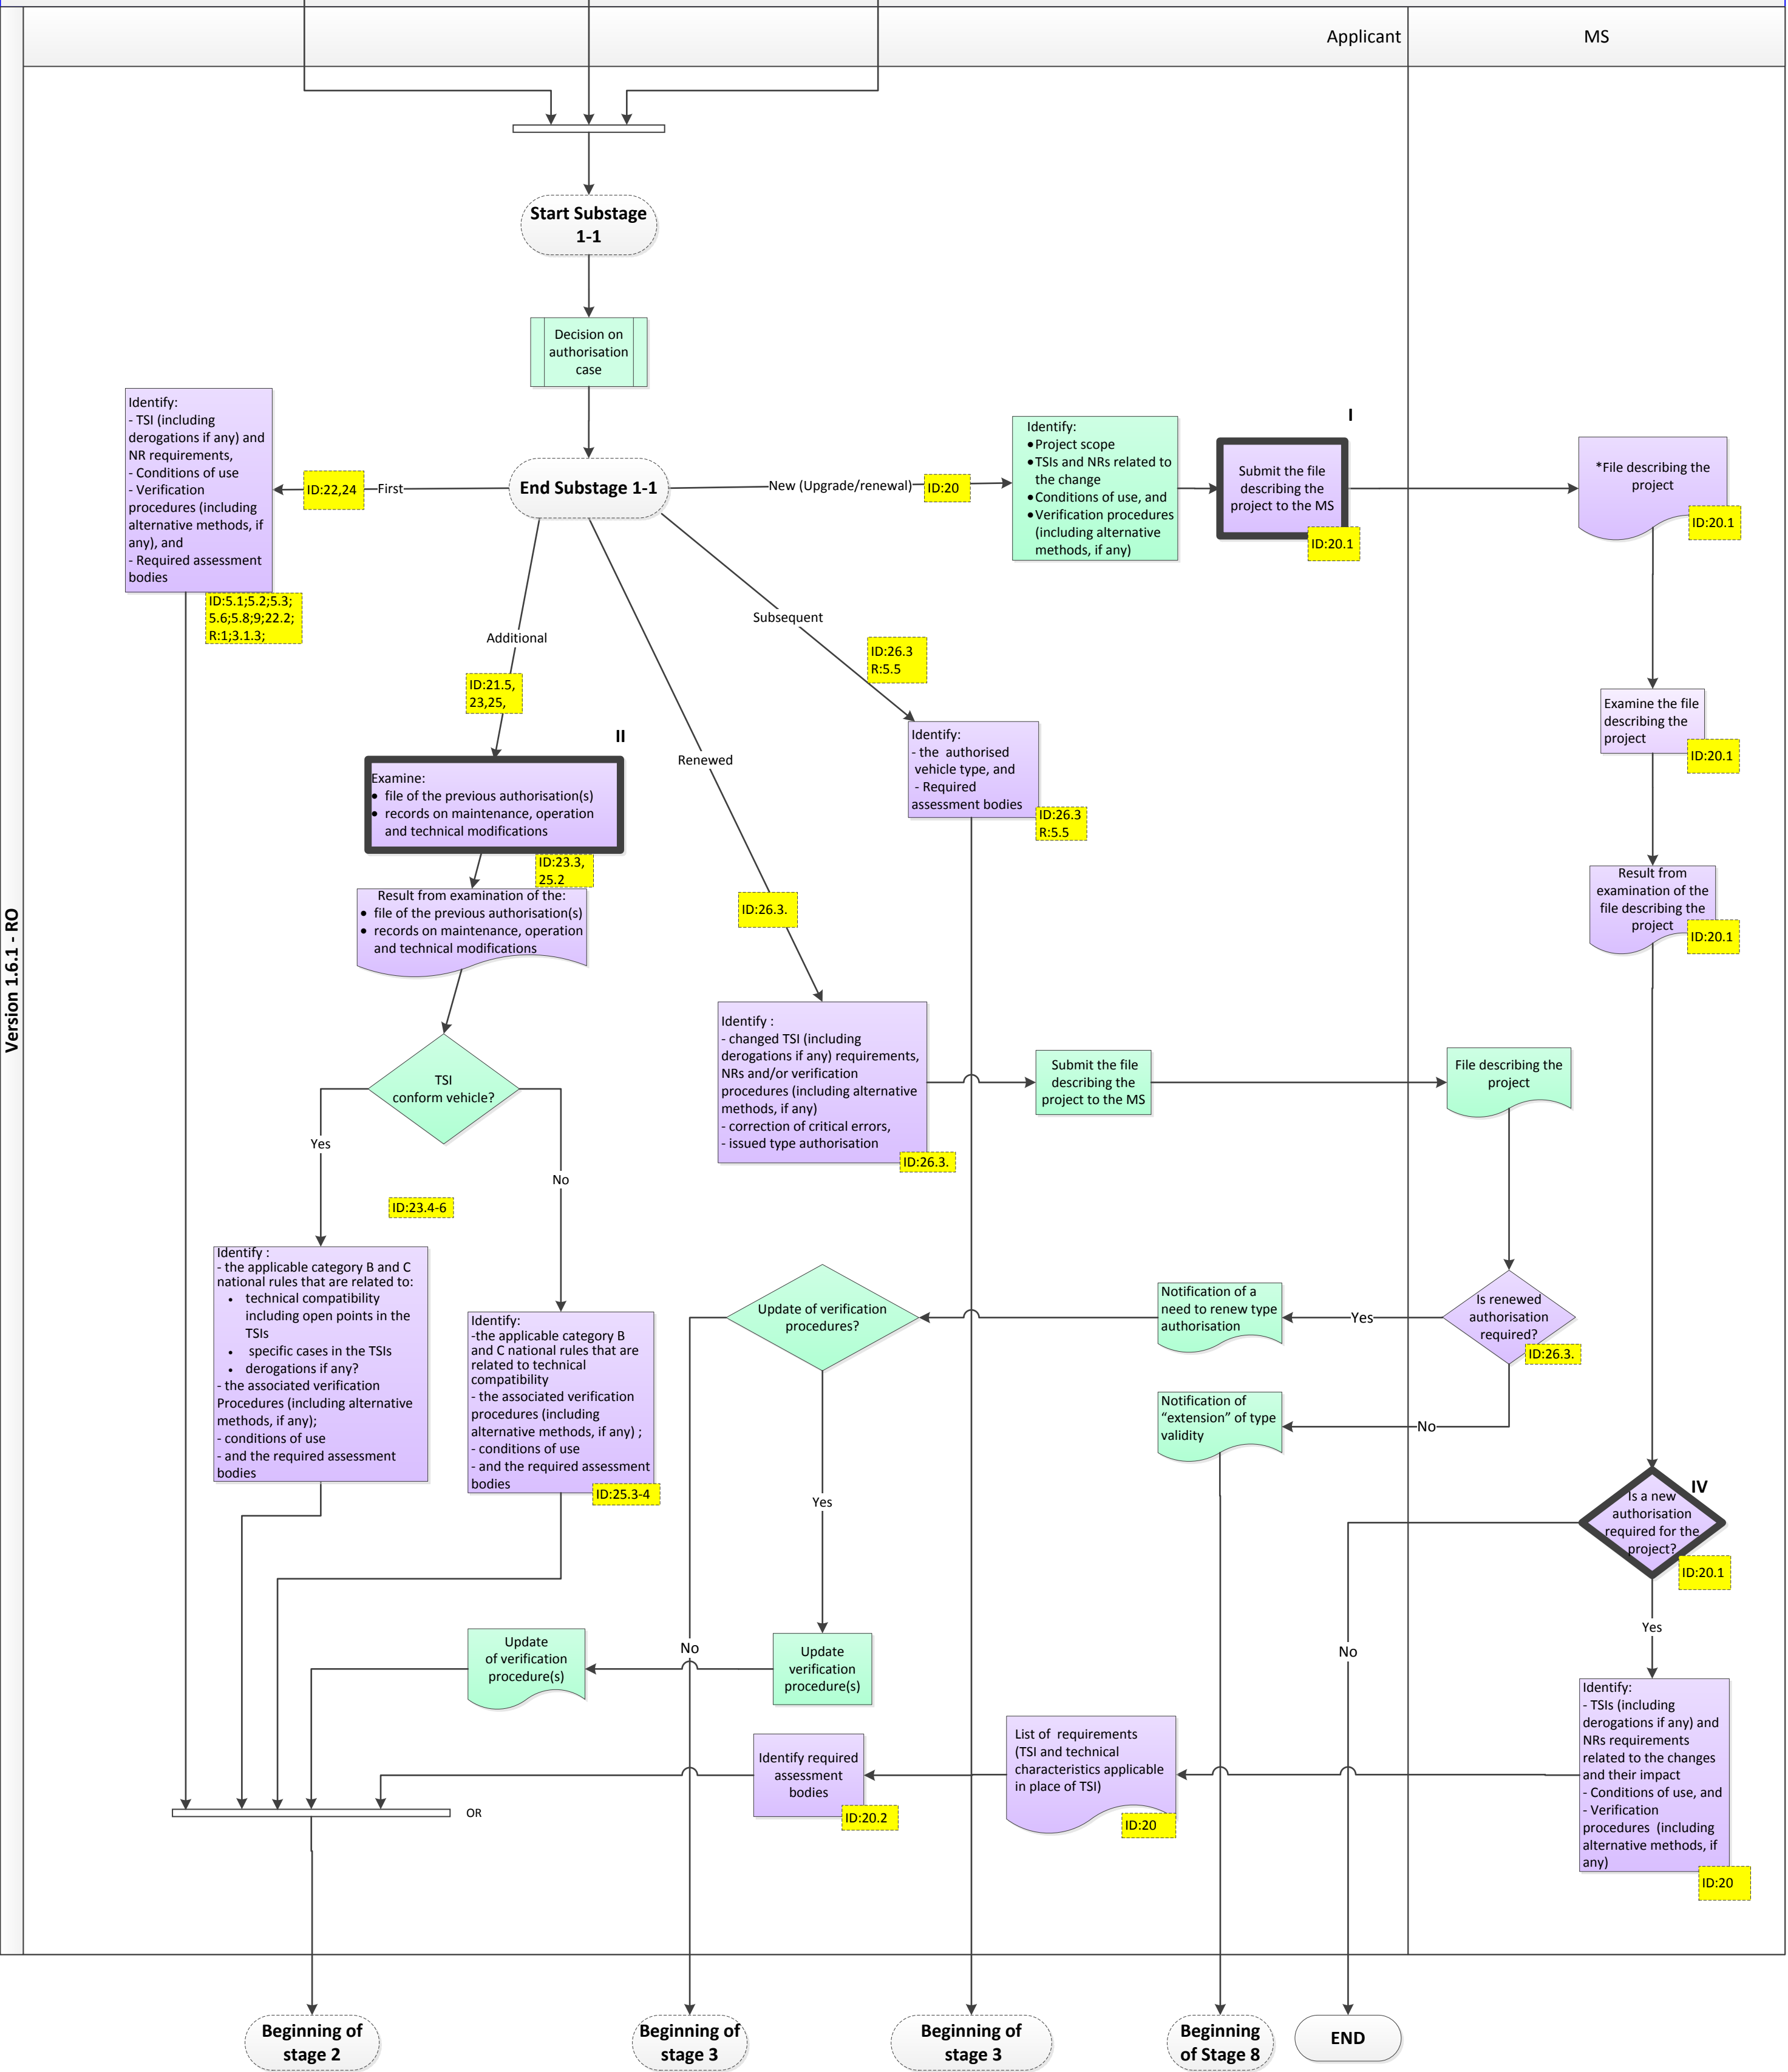 Applicant
MS
Version 1.6.1 - RO
Start Substage
1-1
Decision on
authorisation
case
End Substage 1-1
First
ID:22,24
Identify:
- TSI (including
derogations if any) and
NR requirements,
- Conditions of use
- Verification
procedures (including
alternative methods, if
any), and
- Required assessment
bodies
ID:5.1;5.2;5.3;
5.6;5.8;9;22.2;
R:1;3.1.3;
New (Upgrade/renewal)
ID:20
Identify:
• Project scope
• TSIs and NRs related to
the change
• Conditions of use, and
• Verification procedures
(including alternative
methods, if any)
I
Submit the file
describing the
project to the MS
ID:20.1
*File describing the
project
ID:20.1
Examine the file
describing the
project
ID:20.1
Result from
examination of the
file describing the
project
ID:20.1
Additional
ID:21.5,
23,25,
II
Examine:
• file of the previous authorisation(s)
• records on maintenance, operation
and technical modifications
ID:23.3,
25.2
Result from examination of the:
• file of the previous authorisation(s)
• records on maintenance, operation
and technical modifications
Subsequent
ID:26.3
R:5.5
Identify:
- the authorised
vehicle type, and
- Required
assessment bodies
ID:26.3
R:5.5
Renewed
ID:26.3.
Identify :
- changed TSI (including
derogations if any) requirements,
NRs and/or verification
procedures (including alternative
methods, if any)
- correction of critical errors,
- issued type authorisation
ID:26.3.
Submit the file
describing the
project to the MS
File describing the
project
TSI
conform vehicle?
Yes
No
ID:23.4-6
Identify :
- the applicable category B and C
national rules that are related to:
• technical compatibility
including open points in the
TSIs
• specific cases in the TSIs
• derogations if any?
- the associated verification
Procedures (including alternative
methods, if any);
- conditions of use
- and the required assessment
bodies
Identify:
-the applicable category B
and C national rules that are
related to technical
compatibility
- the associated verification
procedures (including
alternative methods, if any) ;
- conditions of use
- and the required assessment
bodies
ID:25.3-4
Update of verification
procedures?
Notification of a
need to renew type
authorisation
Yes
Is renewed
authorisation
required?
ID:26.3.
Notification of
“extension” of type
validity
No
Yes
IV
Is a new
authorisation
required for the
project?
ID:20.1
Yes
No
No
Update
of verification
procedure(s)
Update
verification
procedure(s)
Identify:
- TSIs (including
derogations if any) and
NRs requirements
related to the changes
and their impact
- Conditions of use, and
- Verification
procedures (including
alternative methods, if
any)
ID:20
List of requirements
(TSI and technical
characteristics applicable
in place of TSI)
ID:20
Identify required
assessment
bodies
ID:20.2
OR
Beginning of
stage 2
Beginning of
stage 3
Beginning of
stage 3
Beginning
of Stage 8
END